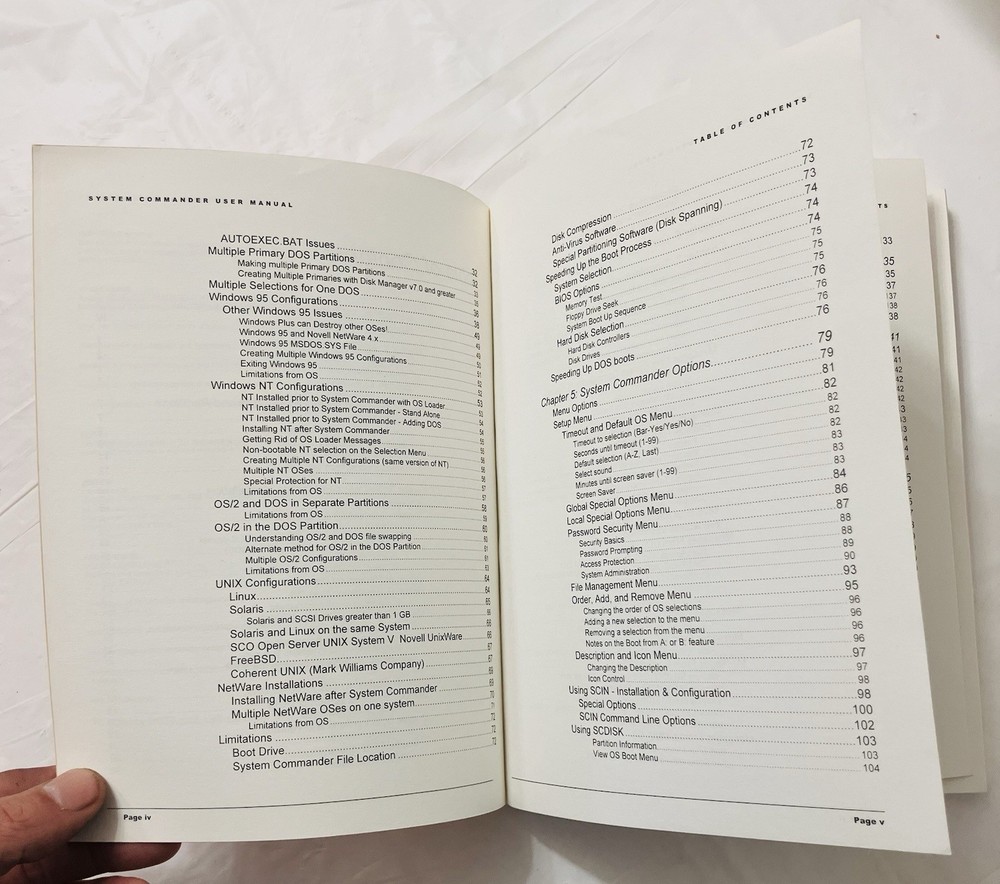 SYSTEM COMMANDER USER MANUAL
AUTOEXEC.BAT Issues
Multiple Primary DOS Partitions
Making multiple Primary DOS Partitions
Creating Multiple Primaries with Disk Manager v7.0 and greater
Multiple Selections for One DOS
Windows 95 Configurations
Other Windows 95 Issues
Windows Plus can Destroy other OSes!
Windows 95 and Novell NetWare 4.x
Windows 95 MSDOS.SYS File
Creating Multiple Windows 95 Configurations
Exiting Windows 95
Limitations from OS
Windows NT Configurations
NT Installed prior to System Commander with OS Loader
NT Installed prior to System Commander - Stand Alone
NT Installed prior to System Commander - Adding DOS
Installing NT after System Commander
Getting Rid of OS Loader Messages
Non-bootable NT selection on the Selection Menu
Creating Multiple NT Configurations (same version of NT)
Multiple NT OSes
Special Protection for NT
Limitations from OS
OS/2 and DOS in Separate Partitions
Limitations from OS
OS/2 in the DOS Partition
Understanding OS/2 and DOS file swapping
Alternate method for OS/2 in the DOS Partition
Multiple OS/2 Configurations
Limitations from OS
UNIX Configurations
Linux
Solaris
Solaris and SCSI Drives greater than 1 GB
Solaris and Linux on the same System
SCO Open Server UNIX System V Novell UnixWare
FreeBSD
Coherent UNIX (Mark Williams Company)
NetWare Installations
Installing NetWare after System Commander
Multiple NetWare OSes on one system
Limitations from OS
Limitations
Boot Drive
System Commander File Location
Page iv
TABLE OF CONTENTS
Disk Compression 72
Anti-Virus Software 73
Special Partitioning Software (Disk Spanning) 73
Speeding Up the Boot Process 74
System Selection 74
BIOS Options 74
Memory Test 75
Floppy Drive Seek 75
System Boot Up Sequence 75
Hard Disk Selection 76
Hard Disk Controllers 76
Disk Drives 76
Speeding Up DOS boots 76
Chapter 5: System Commander Options 79
Menu Options 79
Setup Menu 81
Timeout and Default OS Menu 82
Timeout to selection (Bar-Yes/Yes/No) 82
Seconds until timeout (1-99) 82
Default selection (A-Z, Last) 82
Select sound 83
Minutes until screen saver (1-99) 83
Screen Saver 83
Global Special Options Menu 84
Local Special Options Menu 86
Password Security Menu 87
Security Basics 88
Password Prompting 88
Access Protection 89
System Administration 90
File Management Menu 93
Order, Add, and Remove Menu 95
Changing the order of OS selections 96
Adding a new selection to the menu 96
Removing a selection from the menu 96
Notes on the Boot from A: or B: feature 96
Description and Icon Menu 97
Changing the Description 97
Icon Control 98
Using SCIN - Installation & Configuration 98
Special Options 100
SCIN Command Line Options 102
Using SCDISK 103
Partition Information 103
View OS Boot Menu 104
Page v